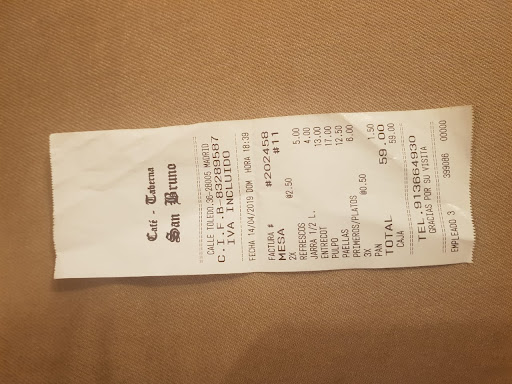 Café - Taberna
San Bruno
CALLE TOLEDO,36-28005 MADRID
C.I.F.B-83289587
IVA INCLUIDO
FECHA 14/04/2019 DOM HORA 18:39
FACTURA # #202458
MESA #11
2X @2.50
REFRESCOS 5.00
JARRA 1/2 L. 4.00
ENTRECOT 13.00
PULPO 17.00
PAELLAS 12.50
PRIMEROS/PLATOS 6.00
3X @0.50
PAN 1.50
TOTAL 59.00
CAJA 59.00
TEL.913664930
GRACIAS POR SU VISITA
EMPLEADO 3 399086 00000